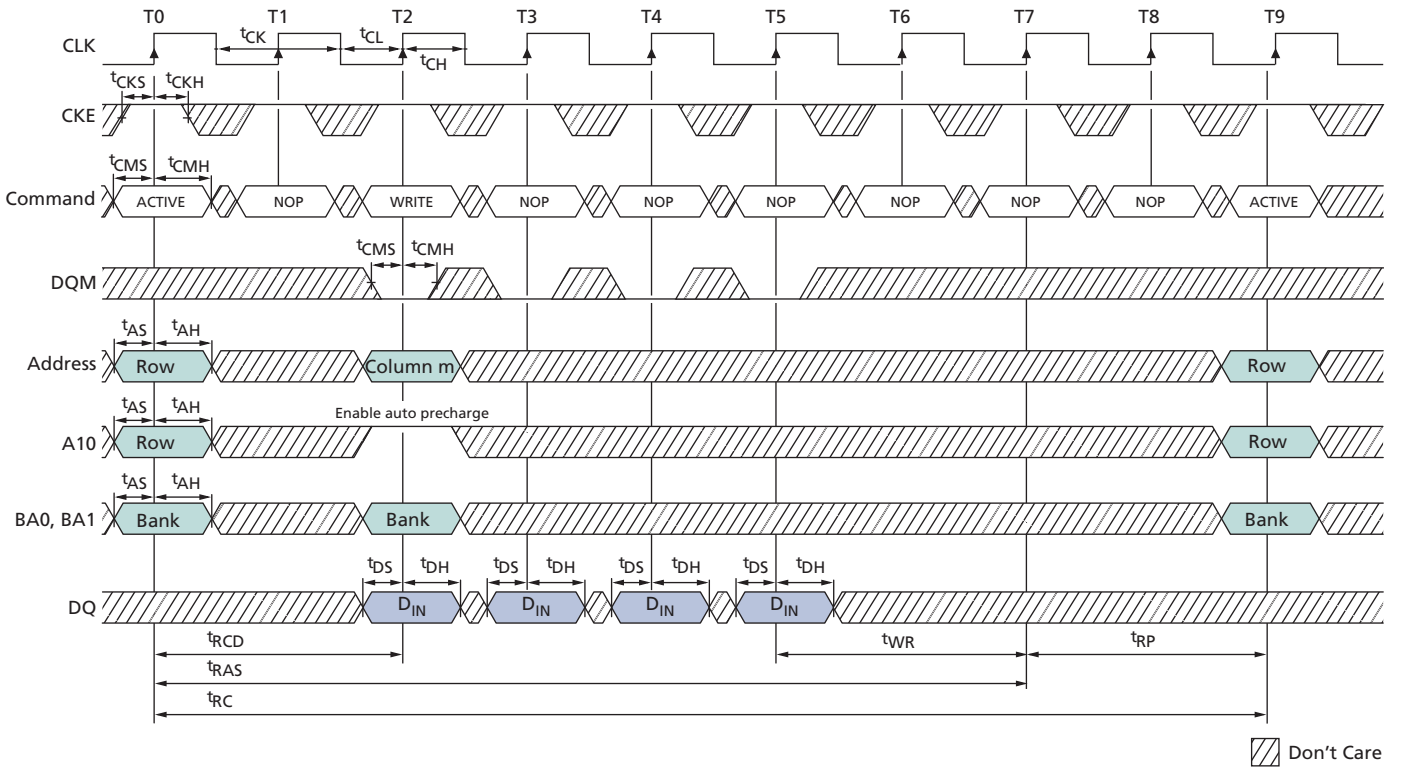 T0 T1 T2 T3 T4 T5 T6 T7 T8 T9
CLK tCK tCL tCH
tCKS tCKH
CKE
tCMS tCMH
Command ACTIVE NOP WRITE NOP NOP NOP NOP NOP NOP ACTIVE
tCMS tCMH
DQM
tAS tAH
Address Row Column m Row
tAS tAH Enable auto precharge
A10 Row Row
tAS tAH
BA0, BA1 Bank Bank Bank
tDS tDH tDS tDH tDS tDH tDS tDH
DQ DIN DIN DIN DIN
tRCD tWR tRP
tRAS
tRC
Don't Care